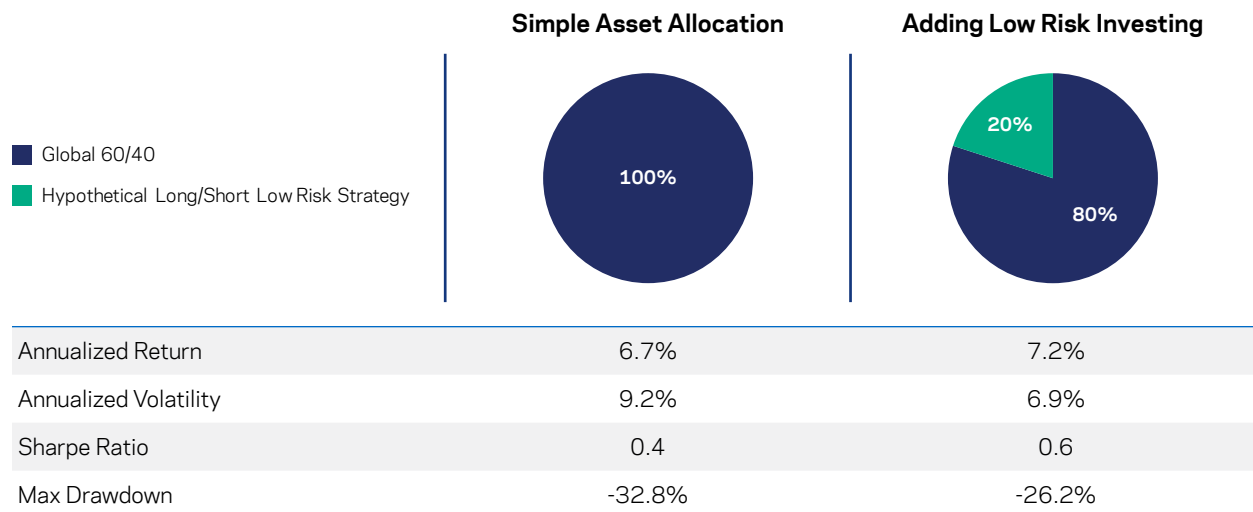 Simple Asset Allocation
Adding Low Risk Investing
Global 60/40
Hypothetical Long/Short Low Risk Strategy
100%
20%
80%
Annualized Return 6.7% 7.2%
Annualized Volatility 9.2% 6.9%
Sharpe Ratio 0.4 0.6
Max Drawdown -32.8% -26.2%